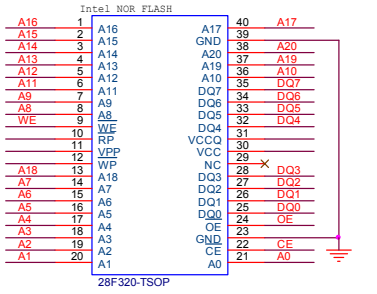 Intel NOR FLASH
A16 1 A16 A17 40 A17
A15 2 A15 GND 39
A14 3 A14 A20 38 A20
A13 4 A13 A19 37 A19
A12 5 A12 A10 36 A10
A11 6 A11 DQ7 35 DQ7
A9 7 A9 DQ6 34 DQ6
A8 8 A8 DQ5 33 DQ5
WE 9 WE DQ4 32 DQ4
10 RP VCCQ 31
11 VPP VCC 30
12 WP NC 29
A18 13 A18 DQ3 28 DQ3
A7 14 A7 DQ2 27 DQ2
A6 15 A6 DQ1 26 DQ1
A5 16 A5 DQ0 25 DQ0
A4 17 A4 OE 24 OE
A3 18 A3 GND 23
A2 19 A2 CE 22 CE
A1 20 A1 A0 21 A0
28F320-TSOP